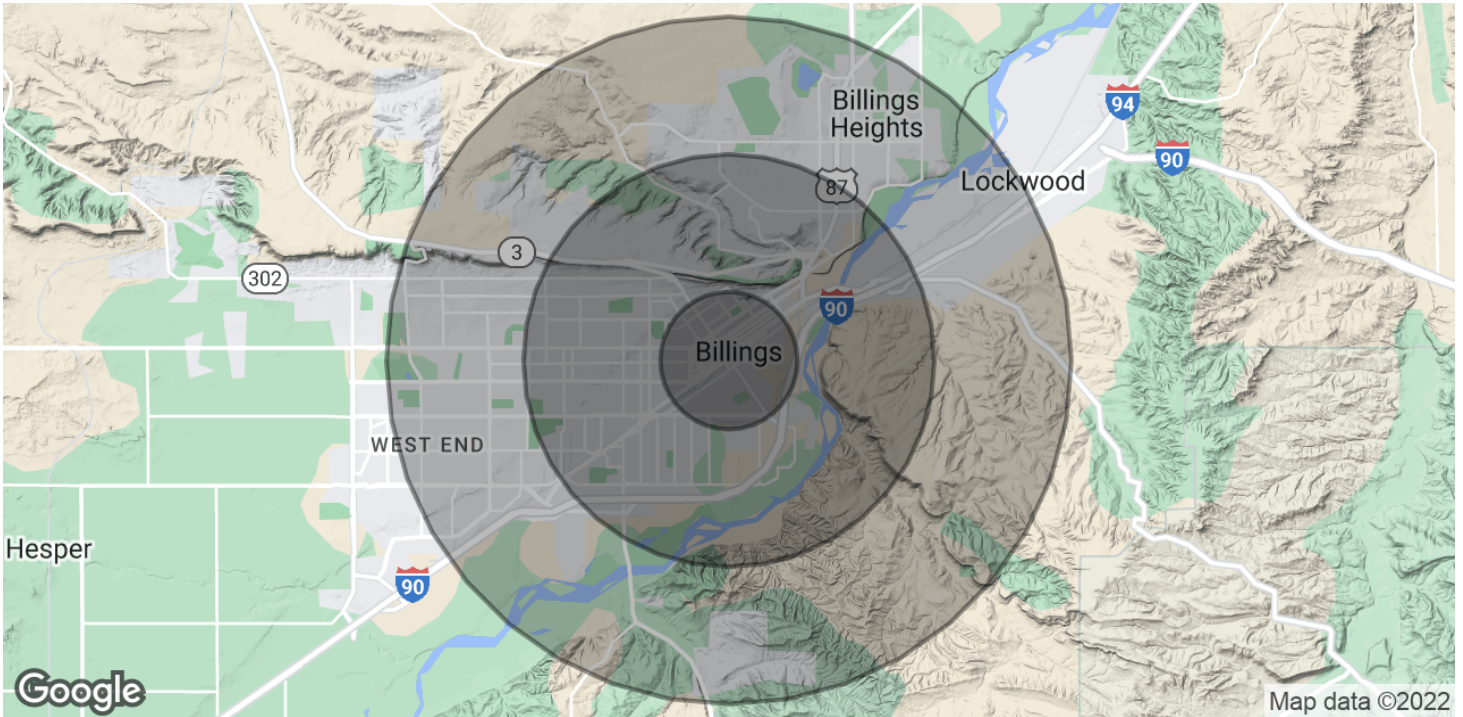 Billings
Heights
94
90
87
Lockwood
3
302
90
Billings
WEST END
Hesper
90
Google
Map data ©2022